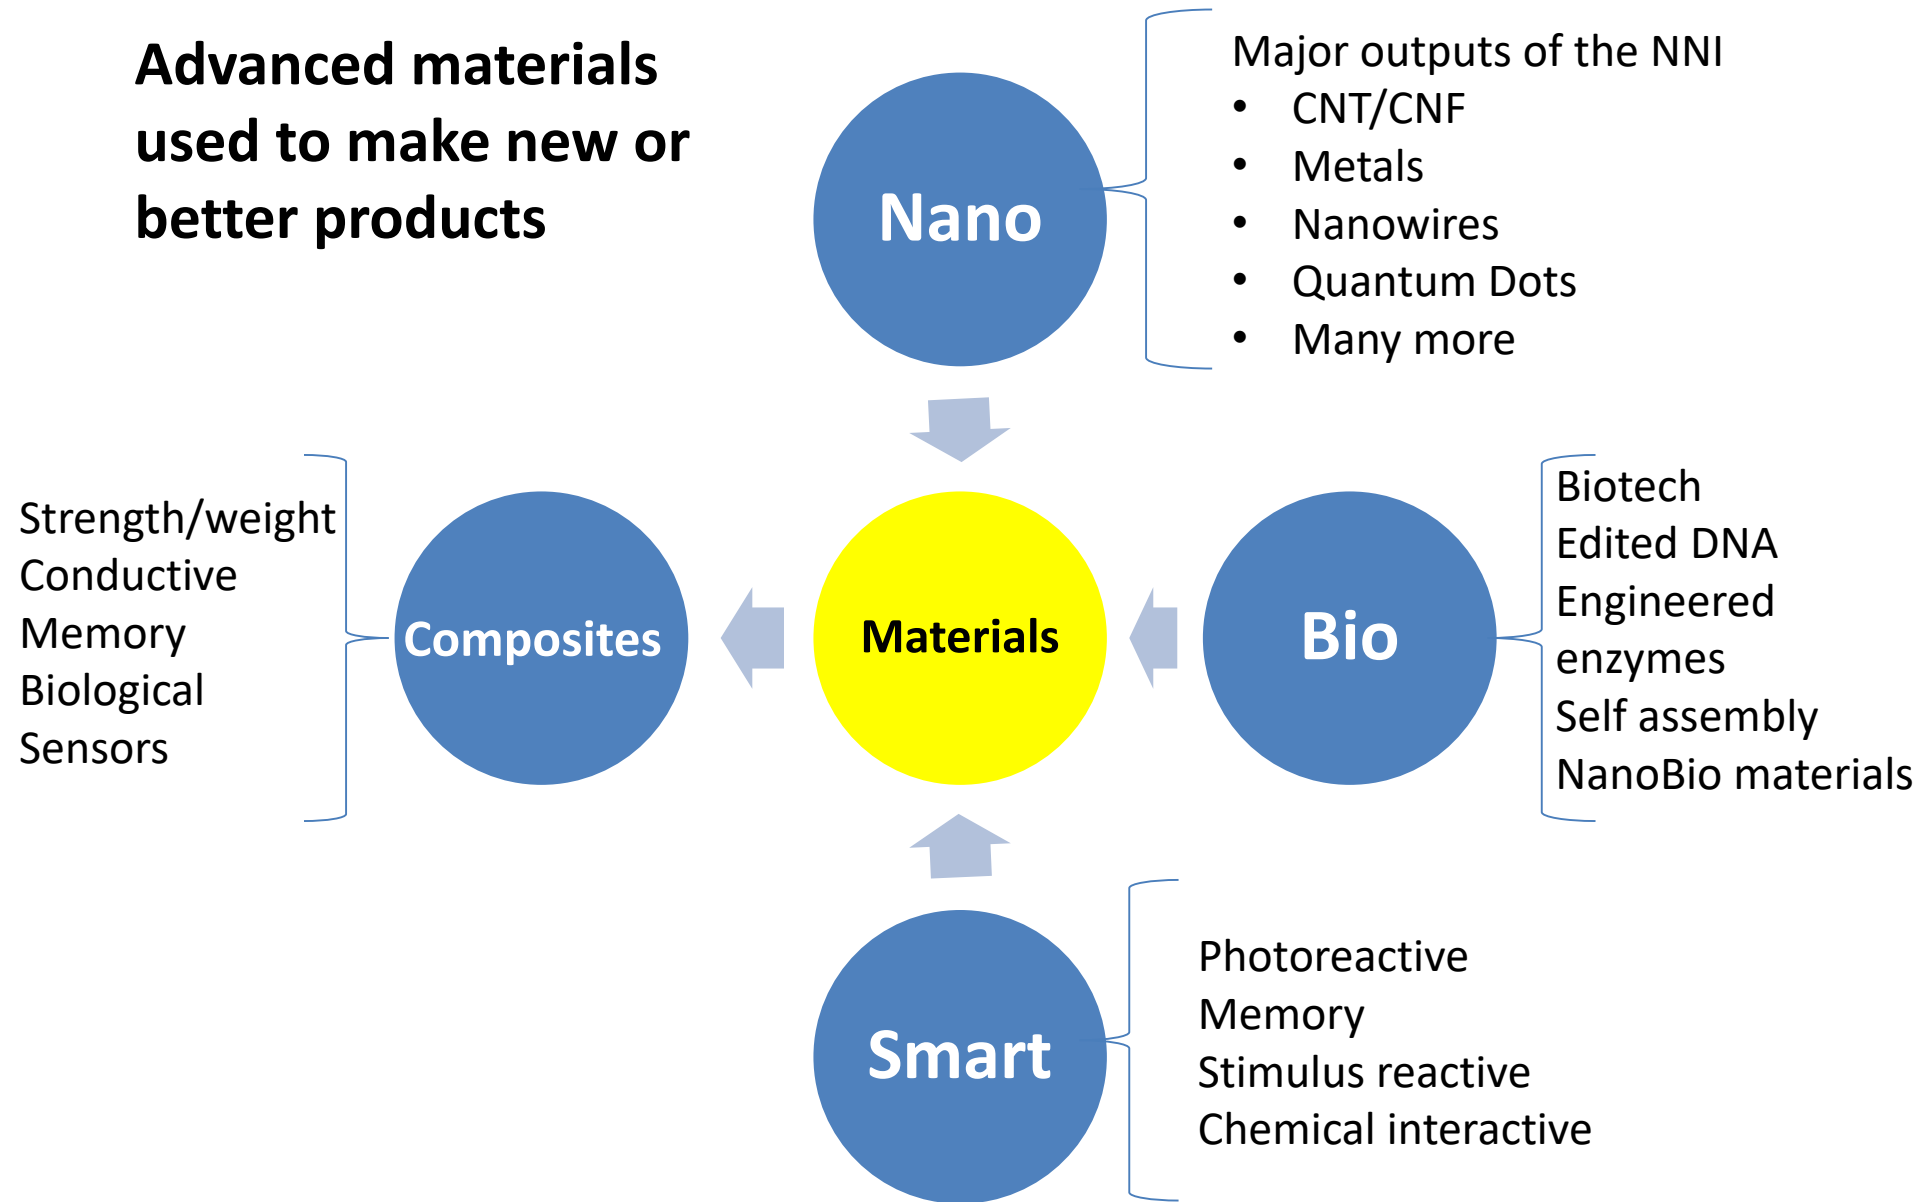 Advanced materials
used to make new or
better products
Nano
Major outputs of the NNI
• CNT/CNF
• Metals
• Nanowires
• Quantum Dots
• Many more
Strength/weight
Conductive
Memory
Biological
Sensors
Composites
Materials
Bio
Biotech
Edited DNA
Engineered
enzymes
Self assembly
NanoBio materials
Smart
Photoreactive
Memory
Stimulus reactive
Chemical interactive